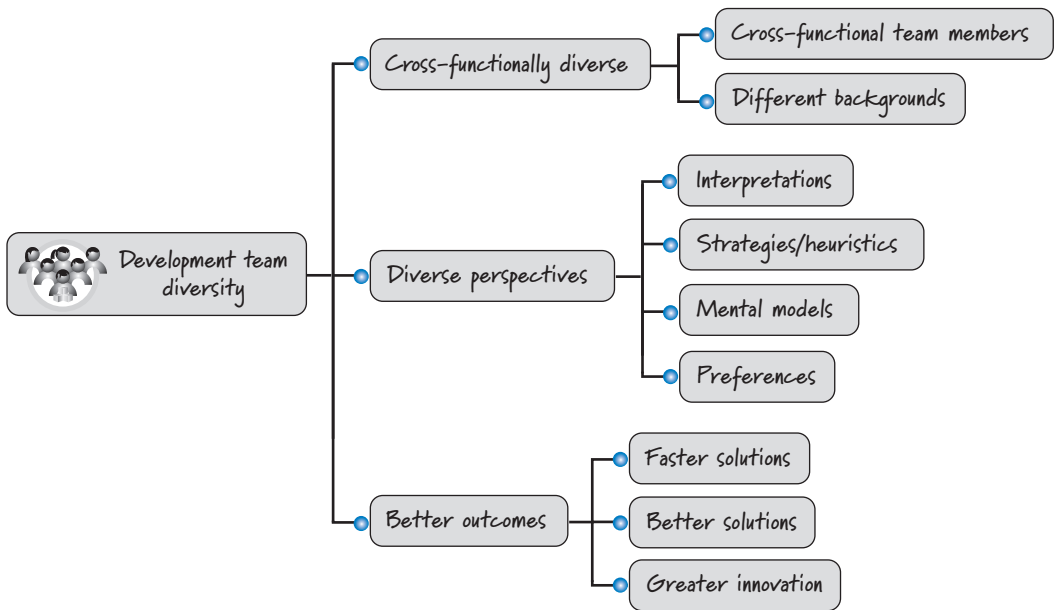 Development team
diversity
Cross-functionally diverse
Cross-functional team members
Different backgrounds
Diverse perspectives
Interpretations
Strategies/heuristics
Mental models
Preferences
Better outcomes
Faster solutions
Better solutions
Greater innovation